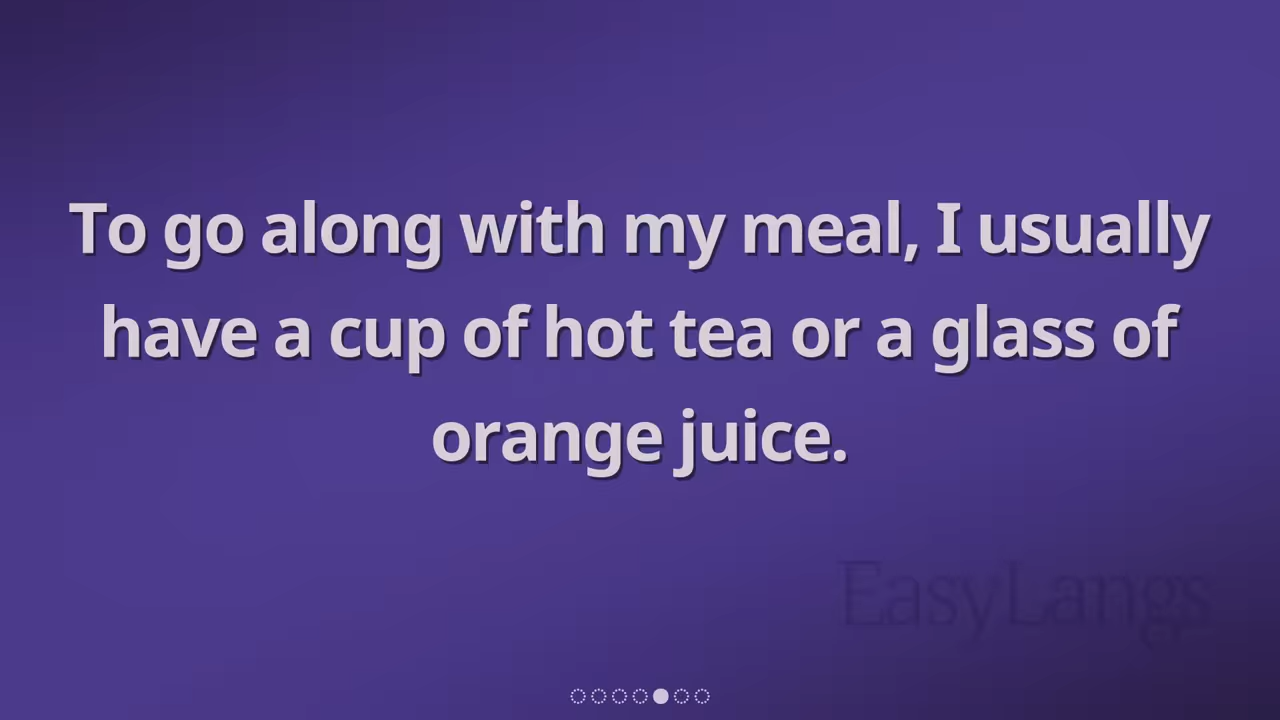 To go along with my meal, I usually
have a cup of hot tea or a glass of
orange juice.
EasyLangs